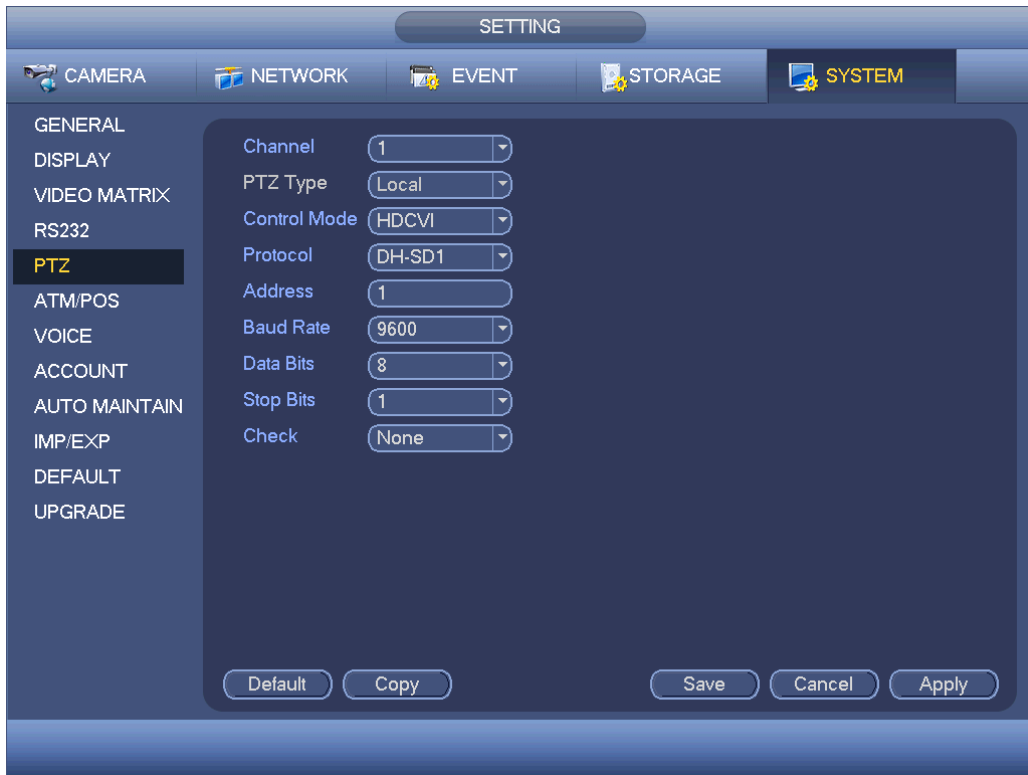 SETTING
CAMERA NETWORK EVENT STORAGE SYSTEM
GENERAL
DISPLAY
VIDEO MATRIX
RS232
PTZ
ATM/POS
VOICE
ACCOUNT
AUTO MAINTAIN
IMP/EXP
DEFAULT
UPGRADE
Channel 1
PTZ Type Local
Control Mode HDCVI
Protocol DH-SD1
Address 1
Baud Rate 9600
Data Bits 8
Stop Bits 1
Check None
Default Copy Save Cancel Apply